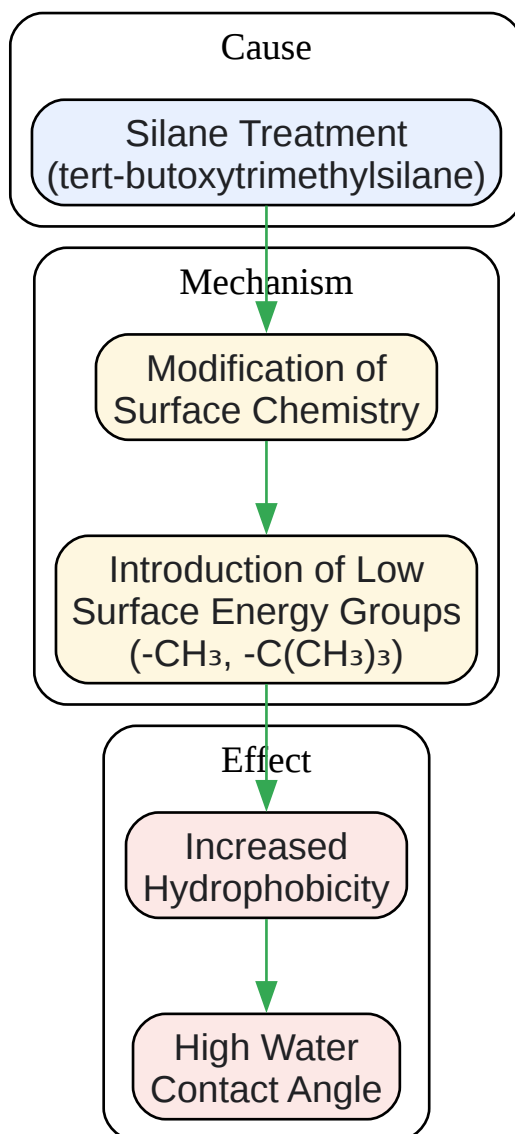 Cause
Silane Treatment
(tert-butoxytrimethylsilane)
Mechanism
Modification of
Surface Chemistry
Introduction of Low
Surface Energy Groups
(-CH₃, -C(CH₃)₃)
Effect
Increased
Hydrophobicity
High Water
Contact Angle